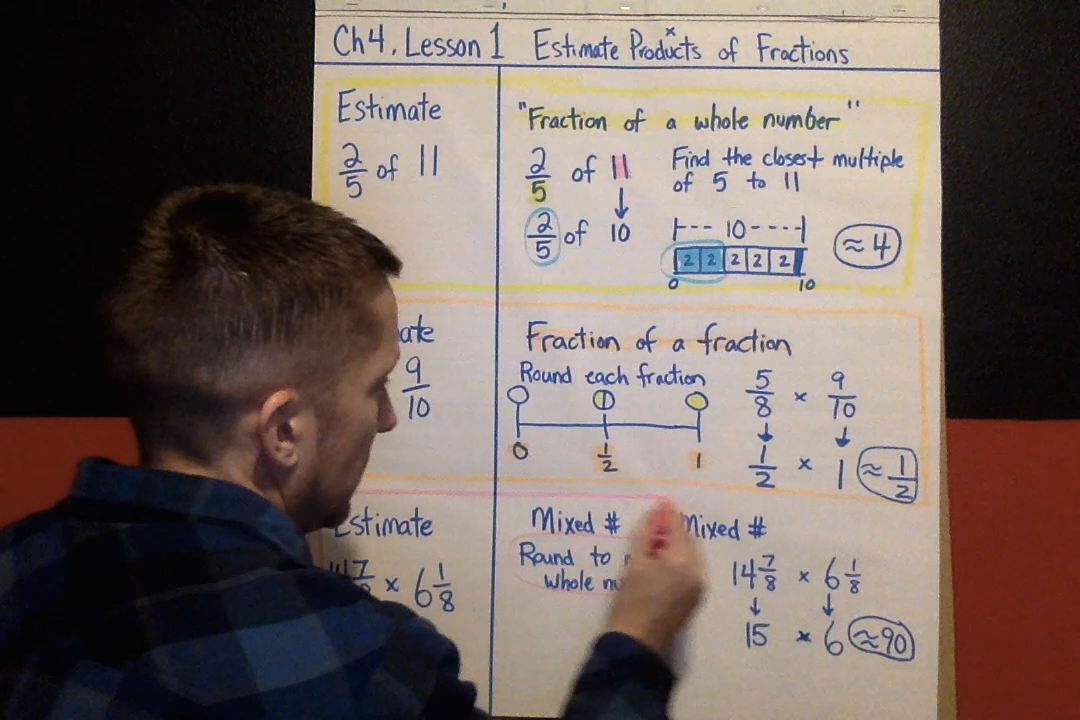 Ch4. Lesson 1 Estimate Products of Fractions
×
Estimate
2/5 of 11
"Fraction of a whole number"
2/5 of 11
2/5 of 10
Find the closest multiple
of 5 to 11
10
2 2 2 2 2
0 10
≈ 4
ate
9/10
Fraction of a fraction
Round each fraction
0 1/2 1
5/8 × 9/10
1/2 × 1 ≈ 1/2
Estimate
7 × 6 1/8
Mixed # Mixed #
Round to
whole
14 7/8 × 6 1/8
15 × 6 ≈90